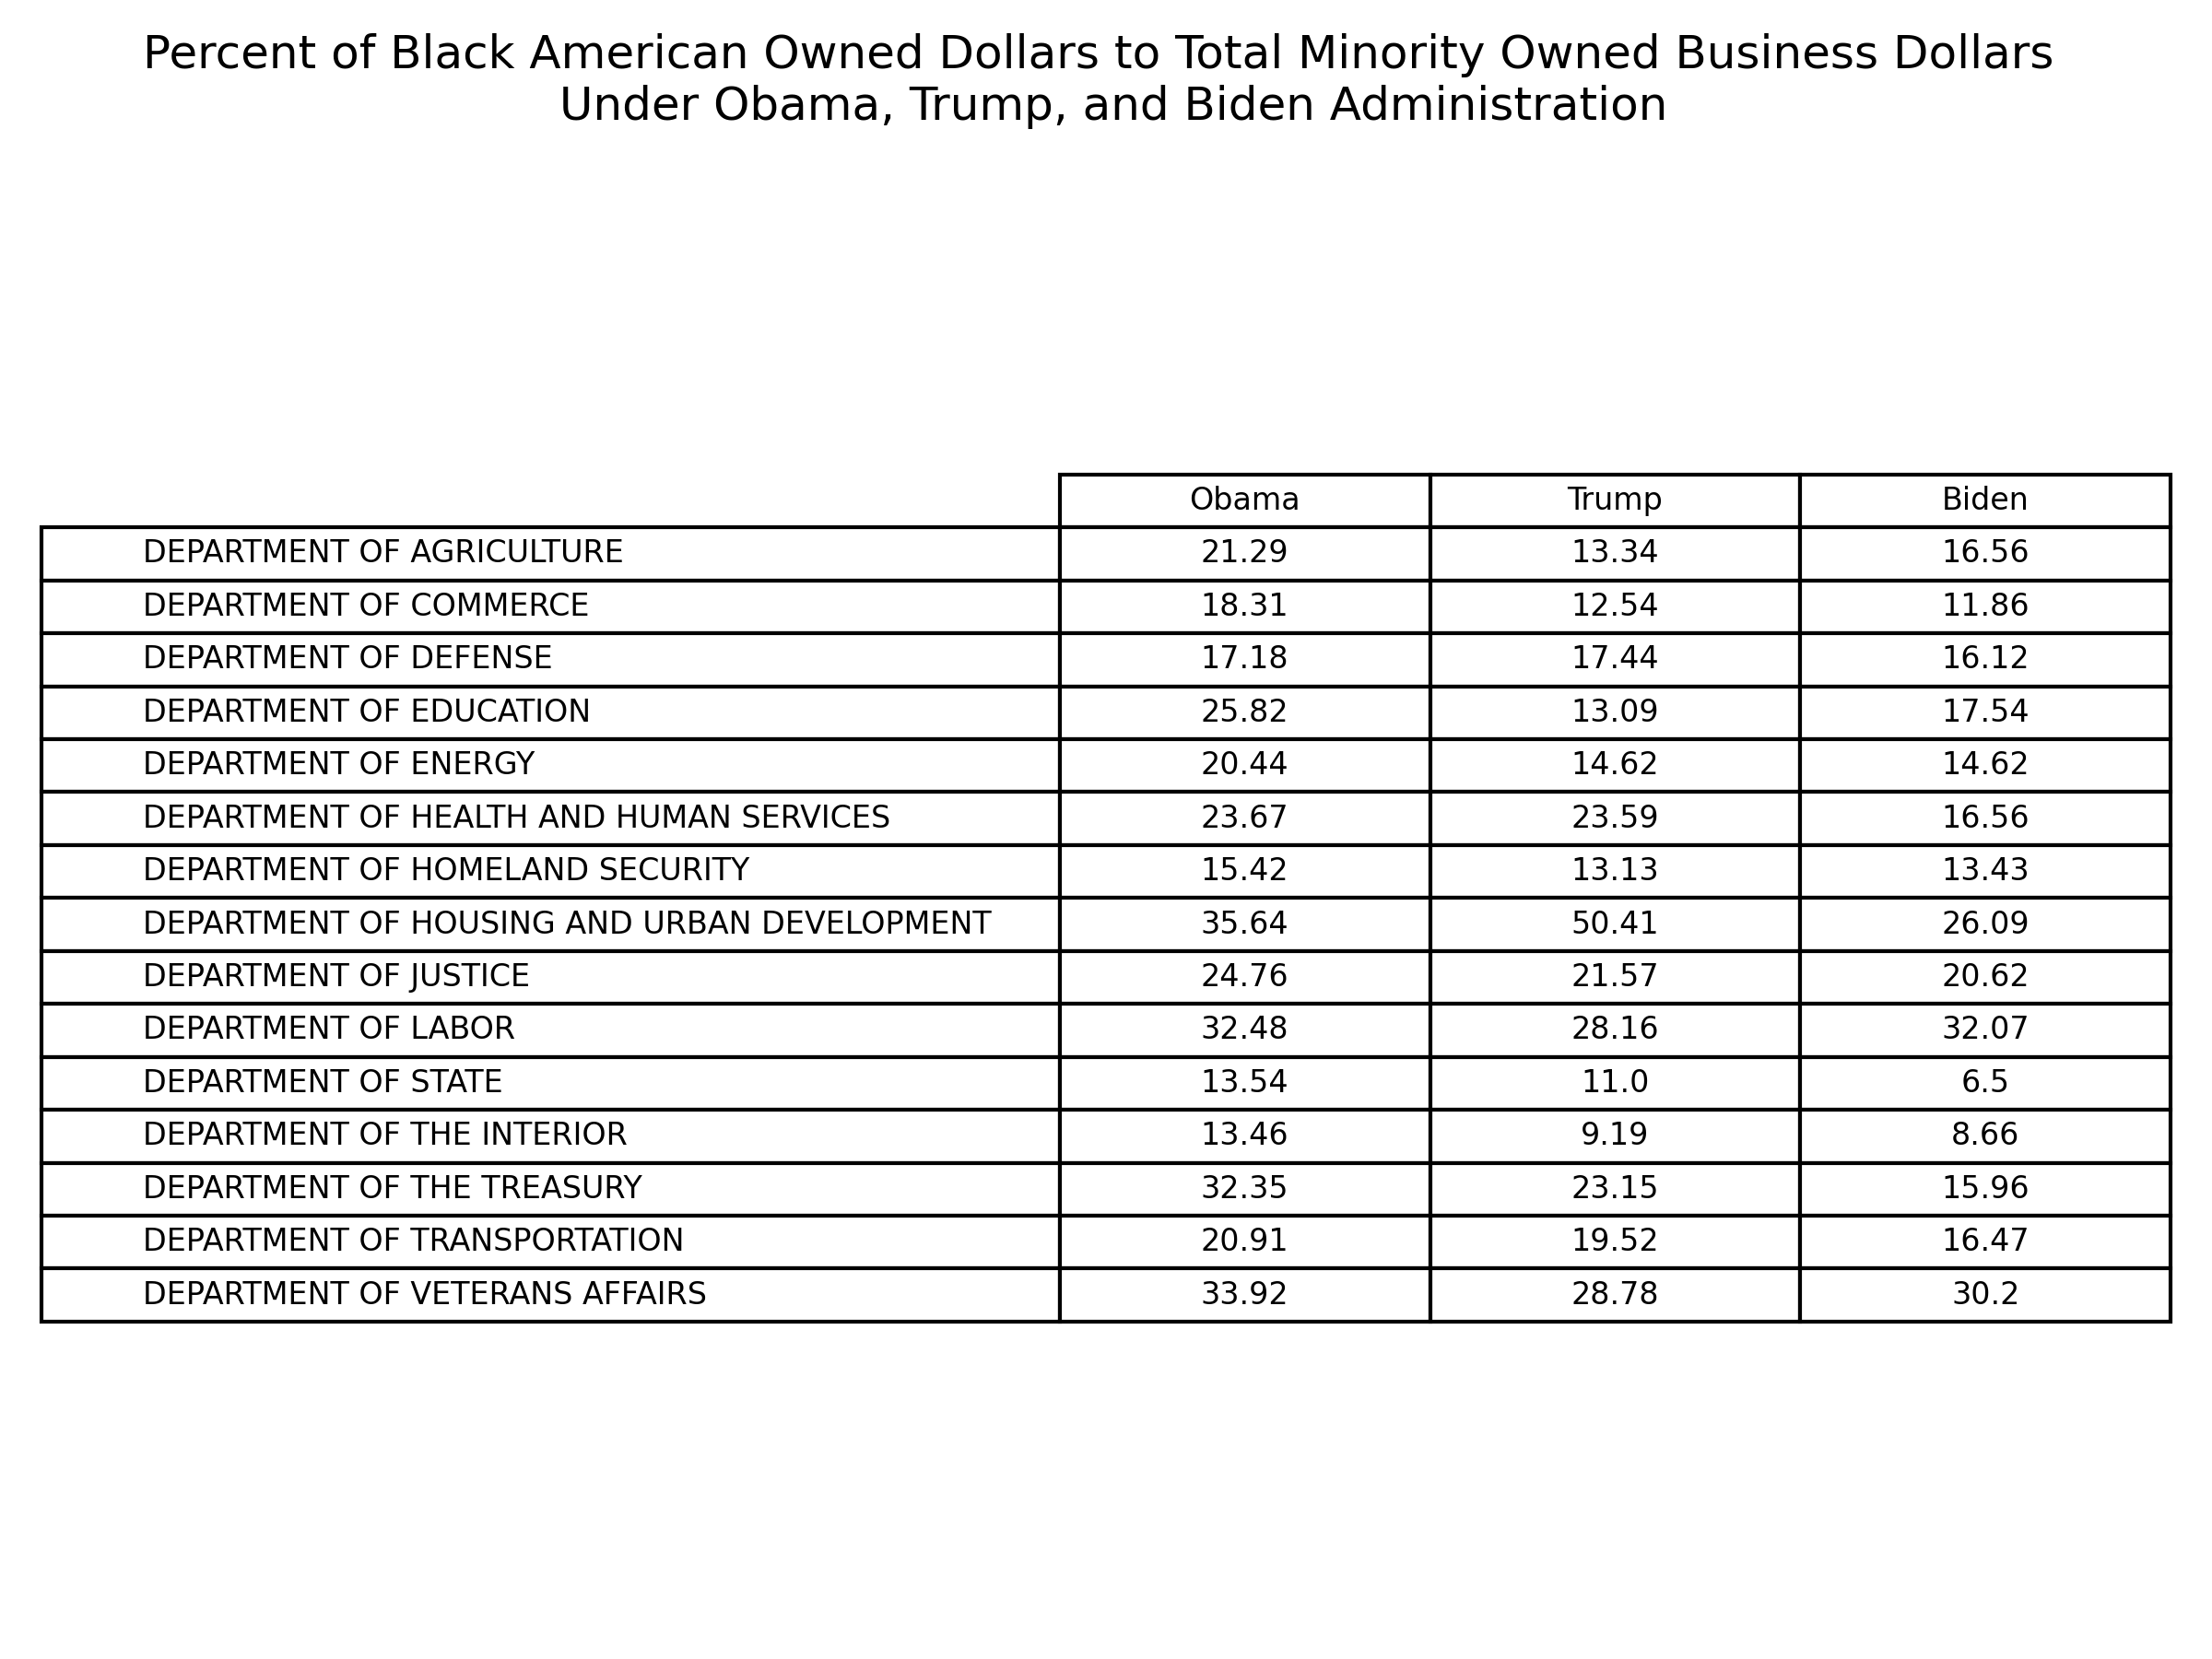 Percent of Black American Owned Dollars to Total Minority Owned Business Dollars
Under Obama, Trump, and Biden Administration
Obama Trump Biden
DEPARTMENT OF AGRICULTURE 21.29 13.34 16.56
DEPARTMENT OF COMMERCE 18.31 12.54 11.86
DEPARTMENT OF DEFENSE 17.18 17.44 16.12
DEPARTMENT OF EDUCATION 25.82 13.09 17.54
DEPARTMENT OF ENERGY 20.44 14.62 14.62
DEPARTMENT OF HEALTH AND HUMAN SERVICES 23.67 23.59 16.56
DEPARTMENT OF HOMELAND SECURITY 15.42 13.13 13.43
DEPARTMENT OF HOUSING AND URBAN DEVELOPMENT 35.64 50.41 26.09
DEPARTMENT OF JUSTICE 24.76 21.57 20.62
DEPARTMENT OF LABOR 32.48 28.16 32.07
DEPARTMENT OF STATE 13.54 11.0 6.5
DEPARTMENT OF THE INTERIOR 13.46 9.19 8.66
DEPARTMENT OF THE TREASURY 32.35 23.15 15.96
DEPARTMENT OF TRANSPORTATION 20.91 19.52 16.47
DEPARTMENT OF VETERANS AFFAIRS 33.92 28.78 30.2